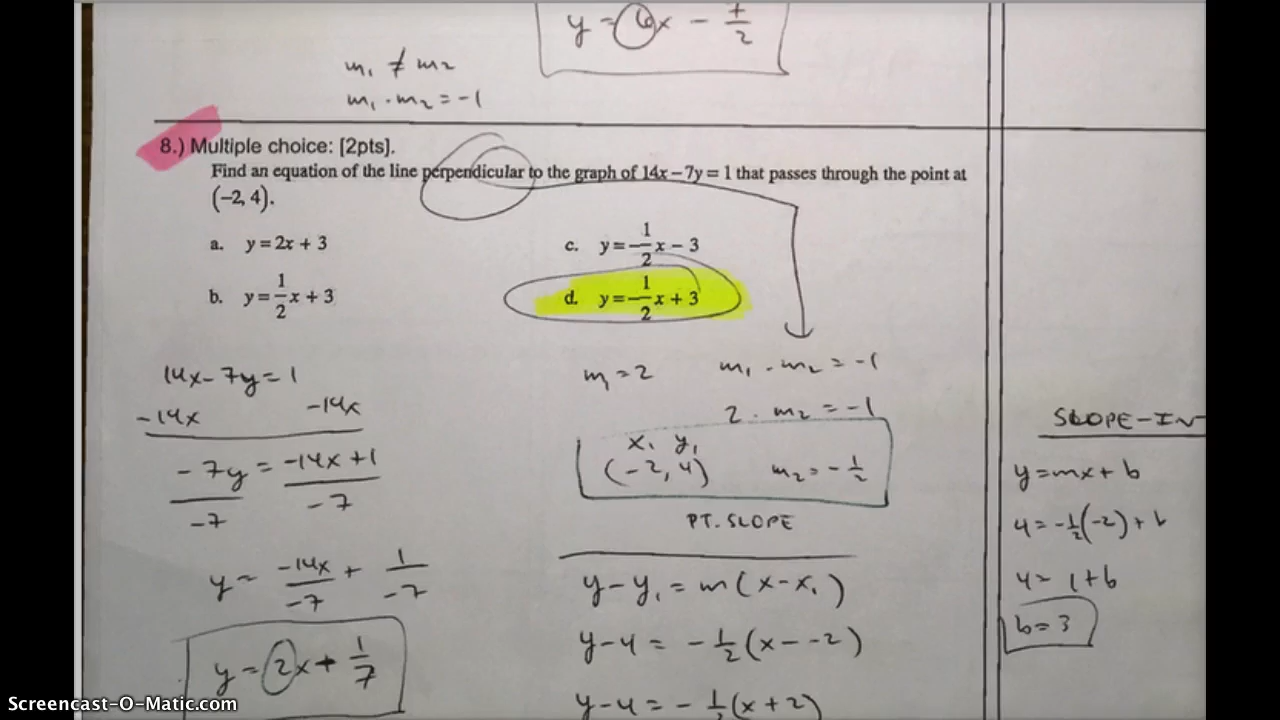 y = 6x - 7/2
m₁ ≠ m₂
m₁ · m₂ = -1
8.) Multiple choice: [2pts].
Find an equation of the line perpendicular to the graph of 14x – 7y = 1 that passes through the point at
(–2, 4).
a. y = 2x + 3
c. y = –1/2 x – 3
b. y = 1/2 x + 3
d. y = –1/2 x + 3
14x - 7y = 1
-14x -14x
-7y = -14x + 1
-7 -7
y = -14x/-7 + 1/-7
y = 2x + 1/7
m₁ = 2
m₁ · m₂ = -1
2 · m₂ = -1
x₁ y₁
(-2, 4) m₂ = -1/2
PT. SLOPE
y - y₁ = m(x - x₁)
y - 4 = -1/2(x - -2)
y - 4 = -1/2(x + 2)
SLOPE-IN
y = mx + b
4 = -1/2(-2) + b
4 = 1 + b
b = 3
Screencast-O-Matic.com